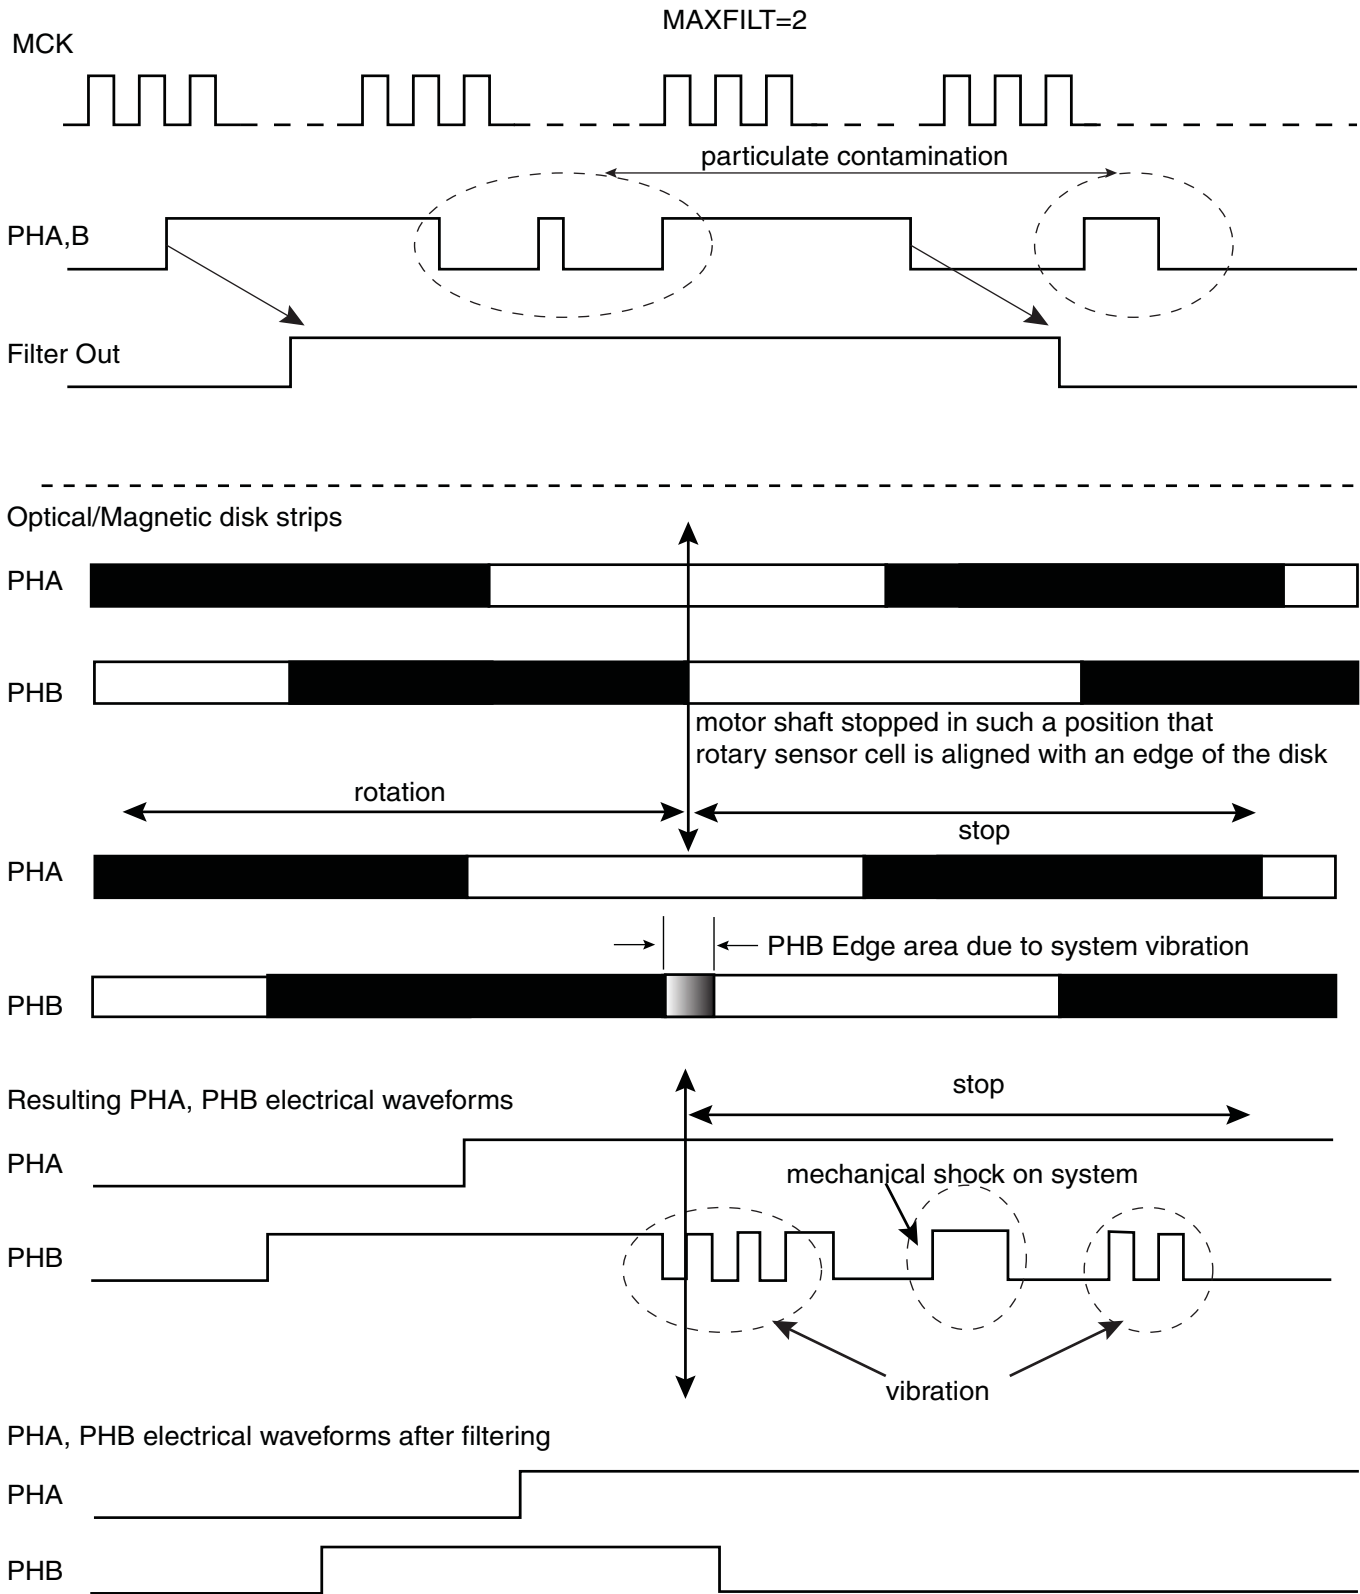 MAXFILT=2
MCK
particulate contamination
PHA,B
Filter Out
Optical/Magnetic disk strips
PHA
PHB
motor shaft stopped in such a position that
rotary sensor cell is aligned with an edge of the disk
rotation
stop
PHA
PHB Edge area due to system vibration
PHB
stop
Resulting PHA, PHB electrical waveforms
PHA
mechanical shock on system
PHB
vibration
PHA, PHB electrical waveforms after filtering
PHA
PHB